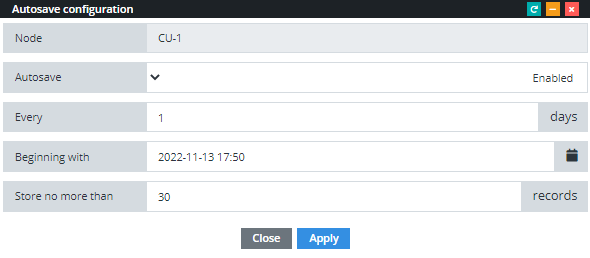 Autosave configuration
Node CU-1
Autosave Enabled
Every 1 days
Beginning with 2022-11-13 17:50
Store no more than 30 records
Close Apply